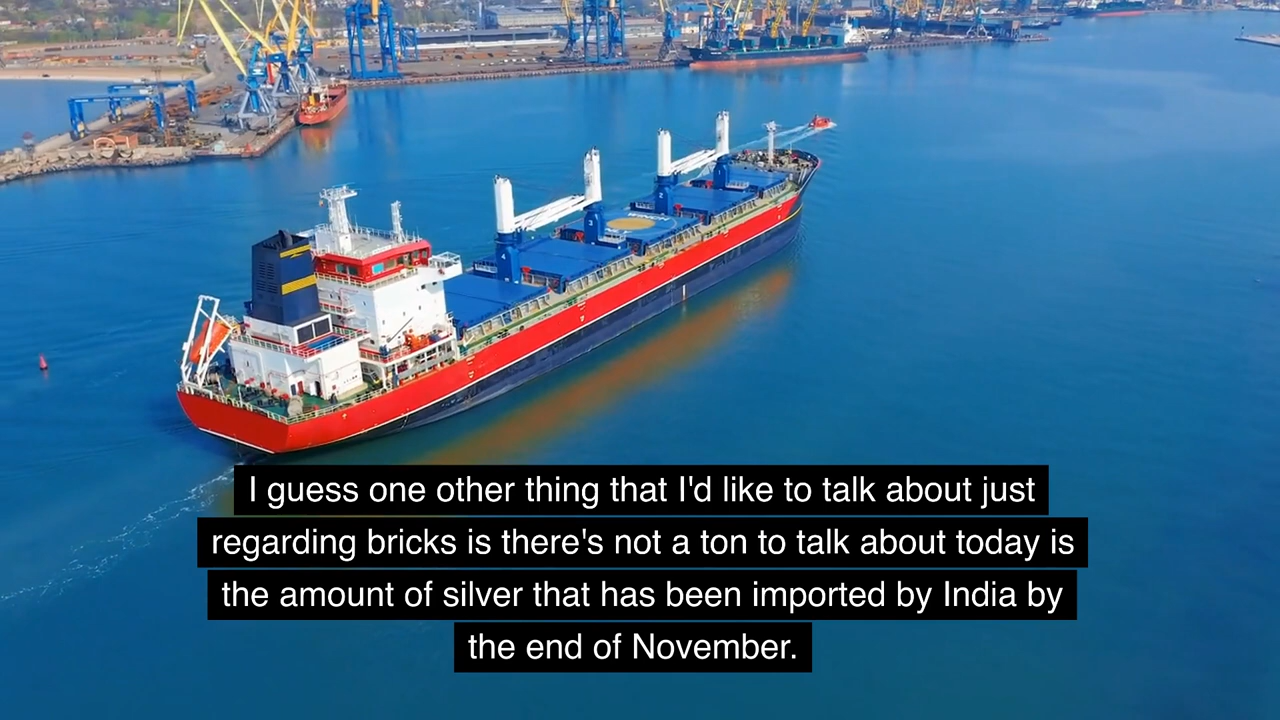 I guess one other thing that I'd like to talk about just
regarding bricks is there's not a ton to talk about today is
the amount of silver that has been imported by India by
the end of November.